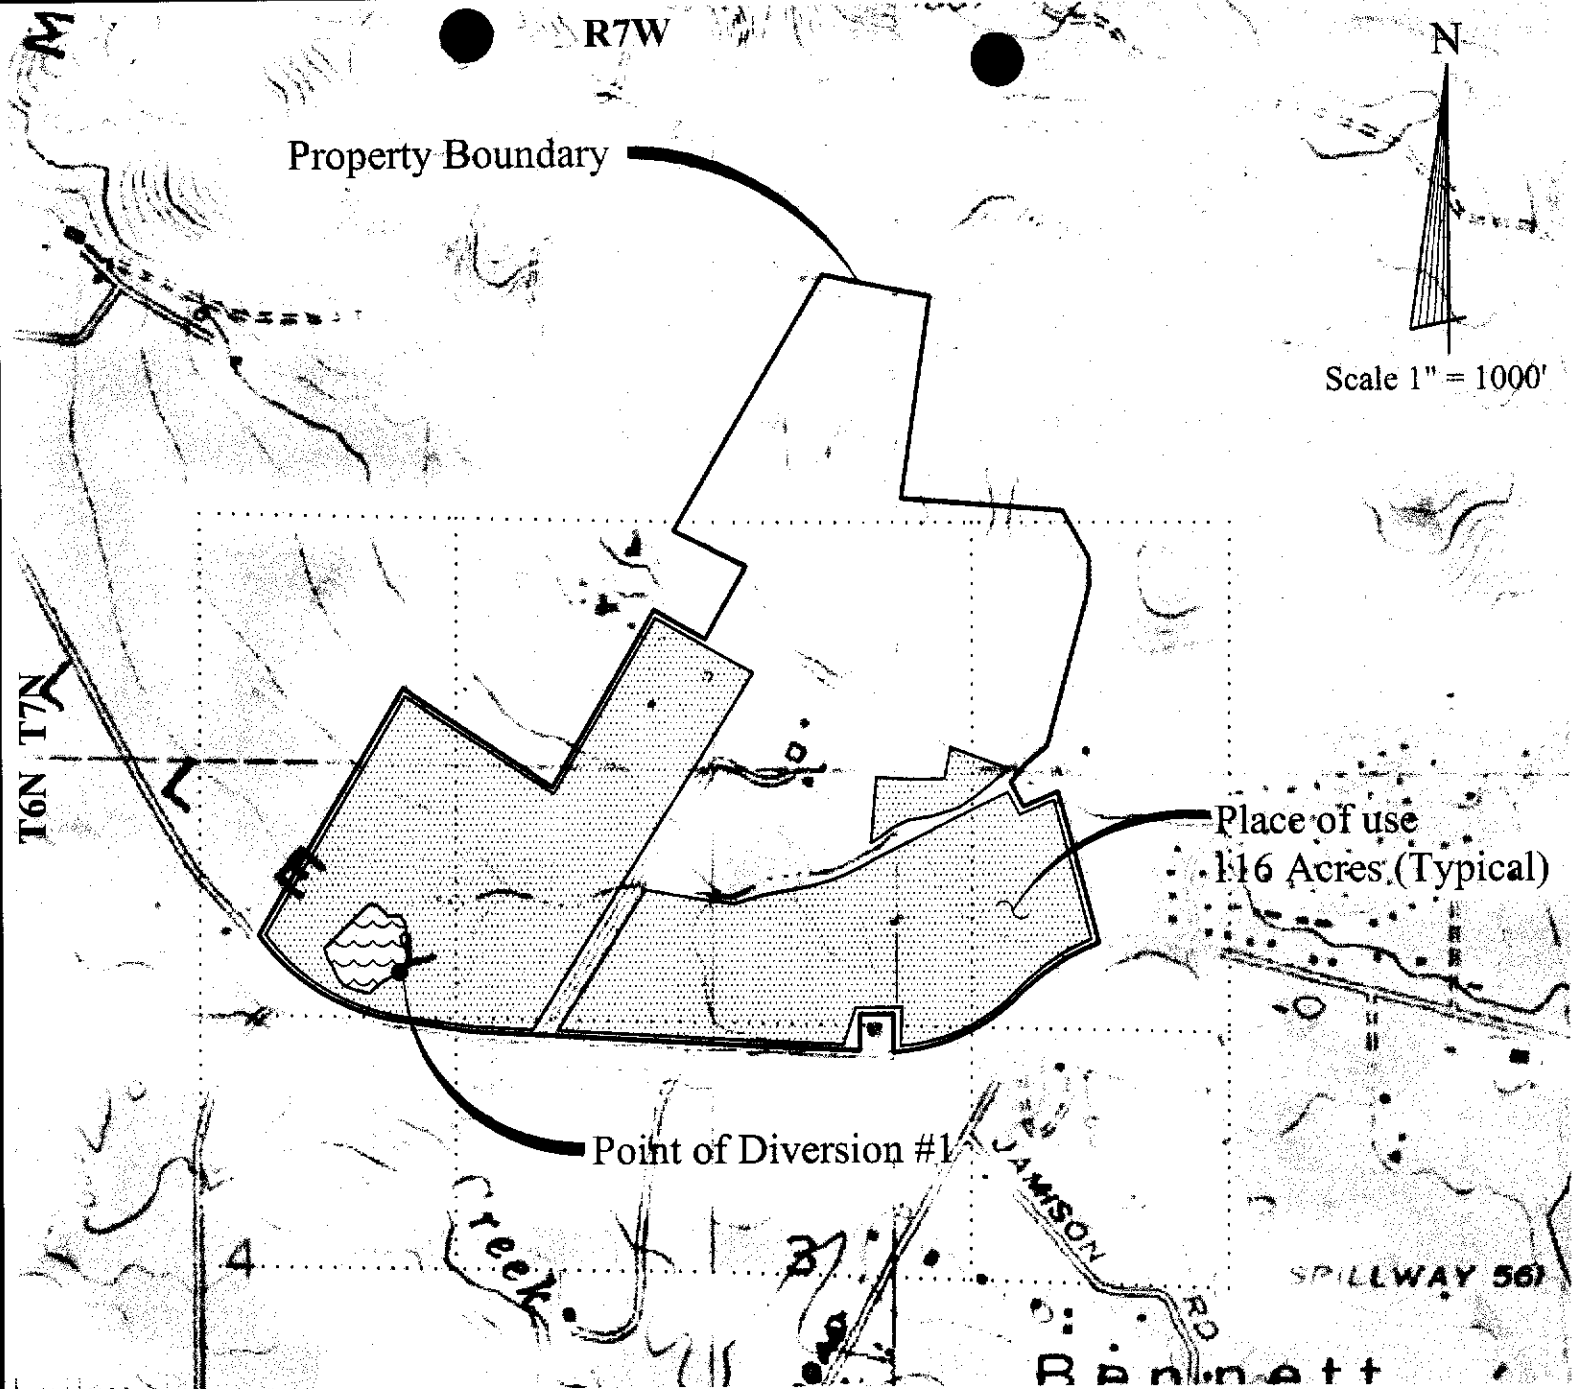 R7W
N
Property Boundary
Scale 1" = 1000'
T7N
T6N
Place of use
116 Acres (Typical)
Point of Diversion #1
JAMISON
RD
4
reek
3
SPILLWAY 561
Bennett